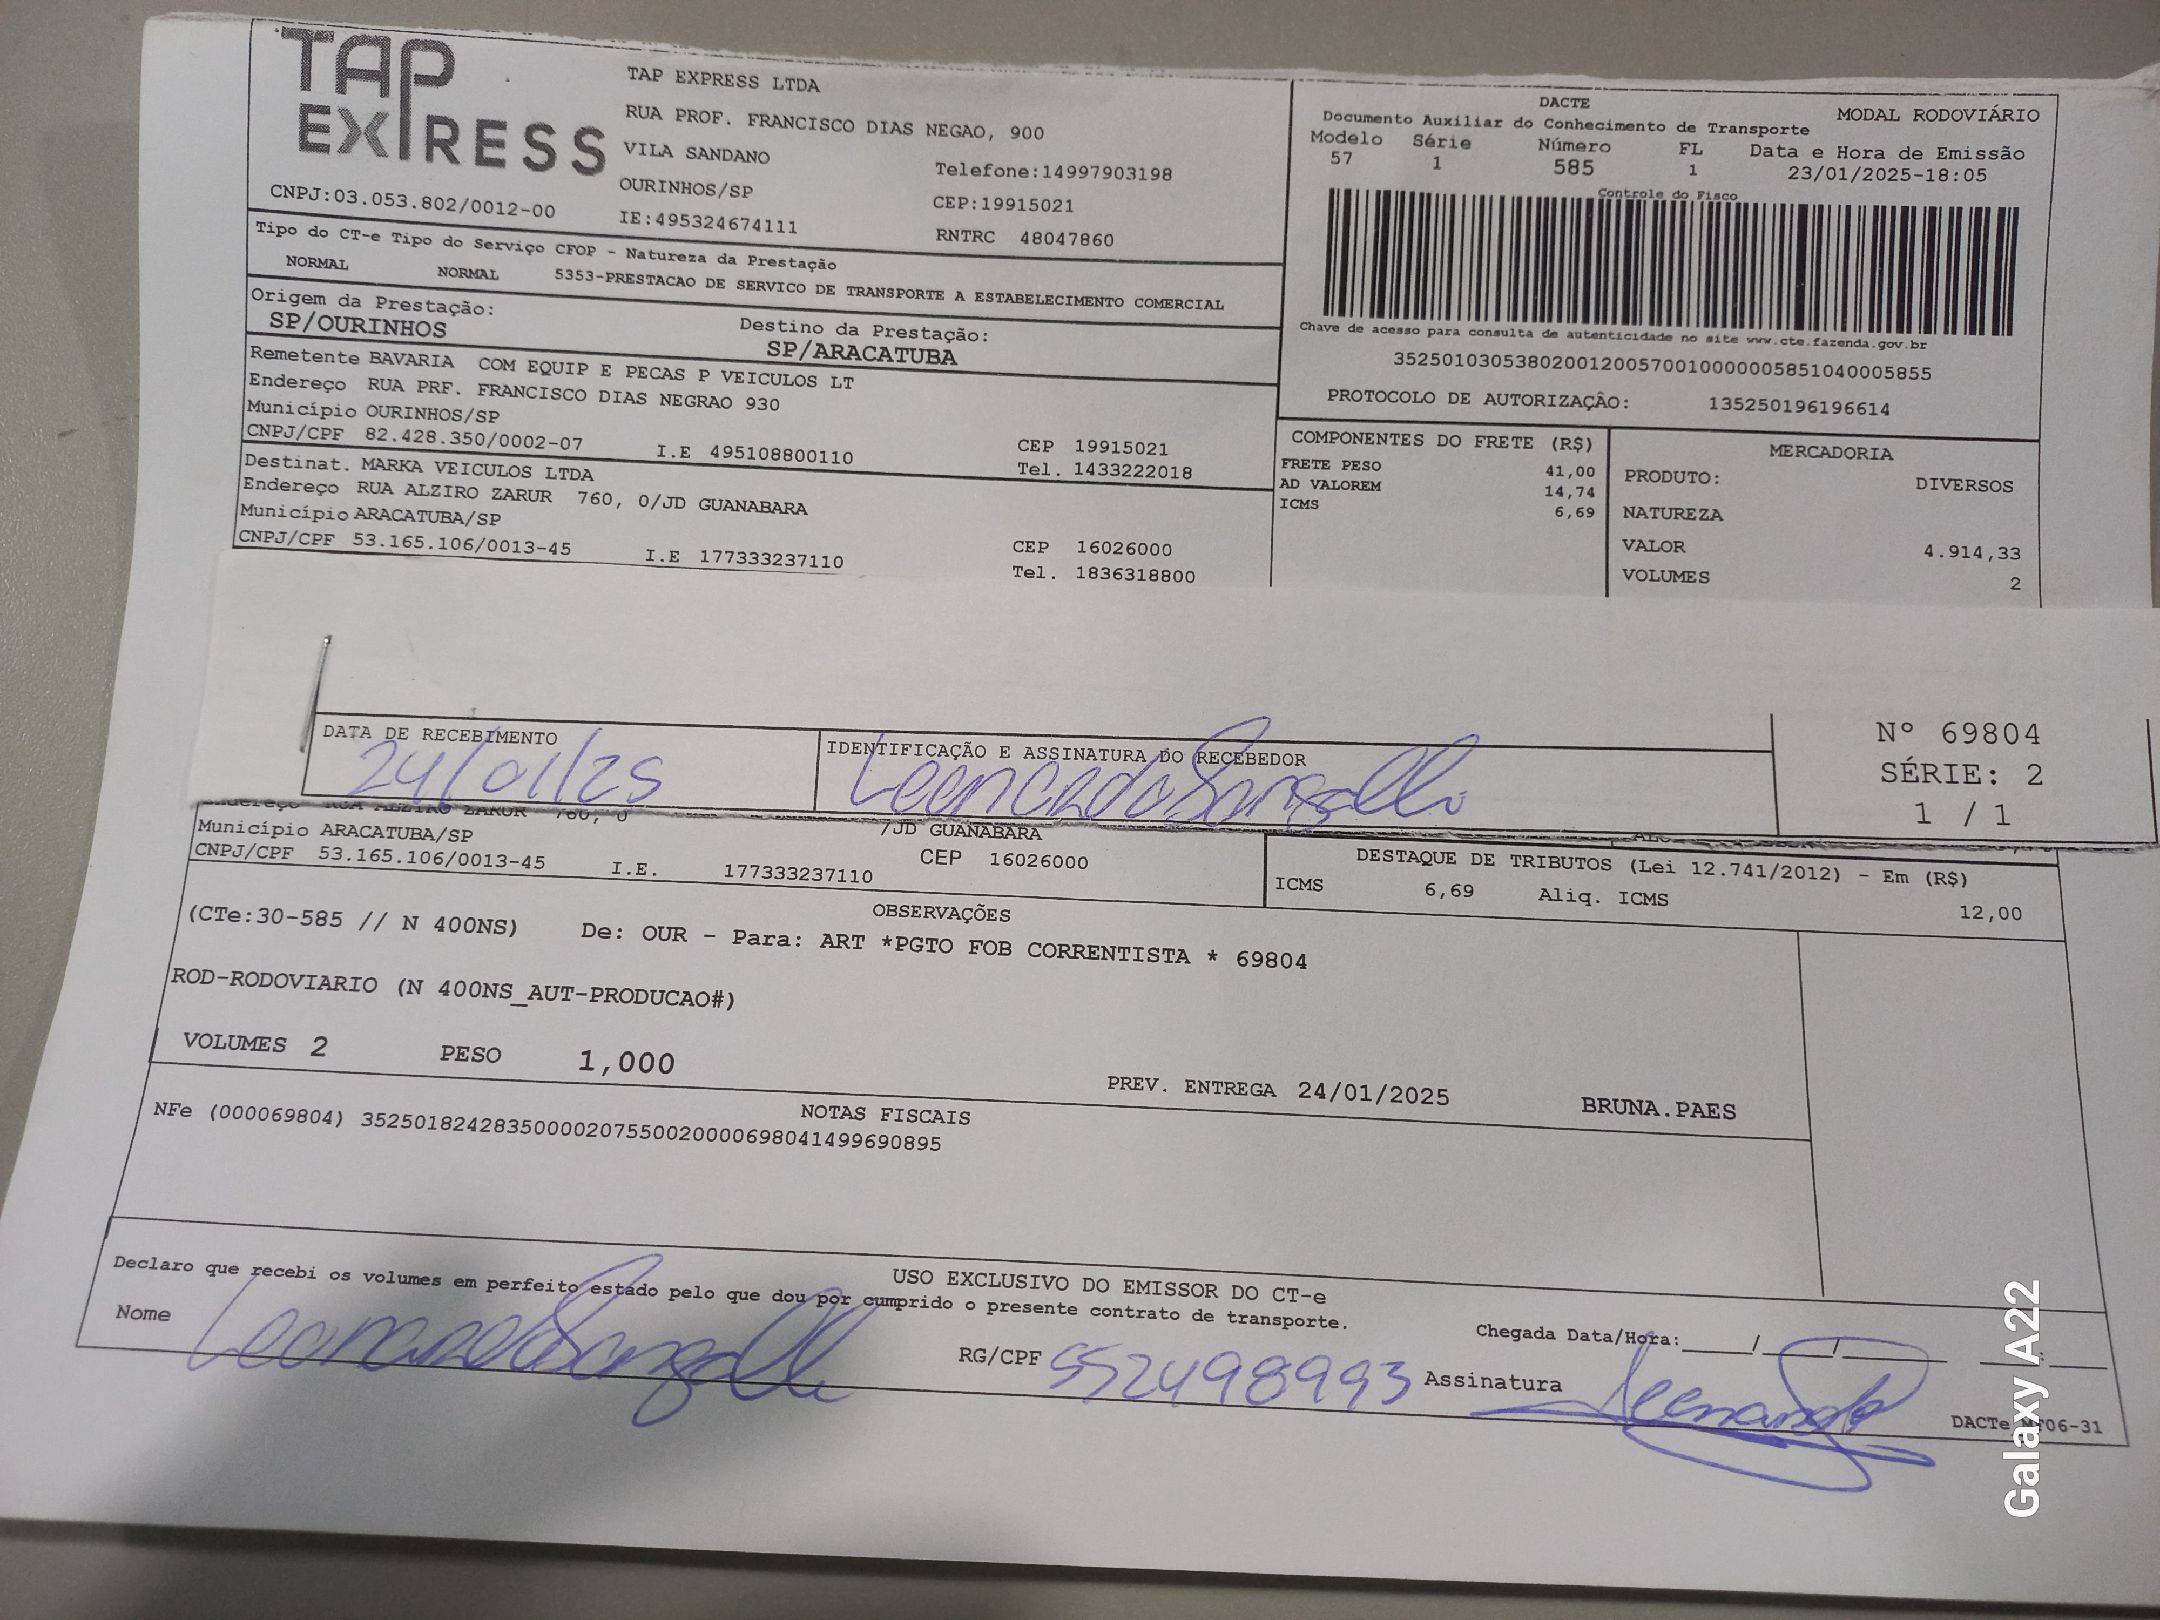 TAP
EXPRESS
CNPJ:03.053.802/0012-00
TAP EXPRESS LTDA
RUA PROF. FRANCISCO DIAS NEGAO, 900
VILA SANDANO
Telefone:14997903198
OURINHOS/SP
CEP:19915021
IE:495324674111
RNTRC 48047860
DACTE
MODAL RODOVIÁRIO
Documento Auxiliar do Conhecimento de Transporte
Modelo Série Número FL Data e Hora de Emissão
57 1 585 1 23/01/2025-18:05
Controle do Fisco
Chave de acesso para consulta de autenticidade no site www.cte.fazenda.gov.br
35250103053802001200570010000005851040005855
PROTOCOLO DE AUTORIZAÇÃO: 135250196196614
Tipo do CT-e Tipo do Serviço CFOP - Natureza da Prestação
NORMAL NORMAL 5353-PRESTACAO DE SERVICO DE TRANSPORTE A ESTABELECIMENTO COMERCIAL
Origem da Prestação: Destino da Prestação:
SP/OURINHOS SP/ARACATUBA
Remetente BAVARIA COM EQUIP E PECAS P VEICULOS LT
Endereço RUA PRF. FRANCISCO DIAS NEGRAO 930
Município OURINHOS/SP CEP 19915021
CNPJ/CPF 82.428.350/0002-07 I.E 495108800110 Tel. 1433222018
Destinat. MARKA VEICULOS LTDA
Endereço RUA ALZIRO ZARUR 760, 0/JD GUANABARA
Município ARACATUBA/SP CEP 16026000
CNPJ/CPF 53.165.106/0013-45 I.E 177333237110 Tel. 1836318800
COMPONENTES DO FRETE (R$)
FRETE PESO 41,00
AD VALOREM 14,74
ICMS 6,69
MERCADORIA
PRODUTO: DIVERSOS
NATUREZA
VALOR 4.914,33
VOLUMES 2
DATA DE RECEBIMENTO
24/01/25
IDENTIFICAÇÃO E ASSINATURA DO RECEBEDOR
Nº 69804
SÉRIE: 2
1 / 1
Endereço RUA ALZIRO ZARUR 760, 0
/JD GUANABARA
Município ARACATUBA/SP CEP 16026000
CNPJ/CPF 53.165.106/0013-45 I.E. 177333237110
DESTAQUE DE TRIBUTOS (Lei 12.741/2012) - Em (R$)
ICMS 6,69 Aliq. ICMS 12,00
OBSERVAÇÕES
(CTe:30-585 // N 400NS) De: OUR - Para: ART *PGTO FOB CORRENTISTA * 69804
ROD-RODOVIARIO (N 400NS_AUT-PRODUCAO#)
VOLUMES 2 PESO 1,000 PREV. ENTREGA 24/01/2025 BRUNA.PAES
NOTAS FISCAIS
NFe (000069804) 35250182428350000207550020000698041499690895
USO EXCLUSIVO DO EMISSOR DO CT-e
Declaro que recebi os volumes em perfeito estado pelo que dou por cumprido o presente contrato de transporte.
Chegada Data/Hora:____/____/______ ___:____
Nome RG/CPF 552498993 Assinatura
DACTe 06-31
Galaxy A22